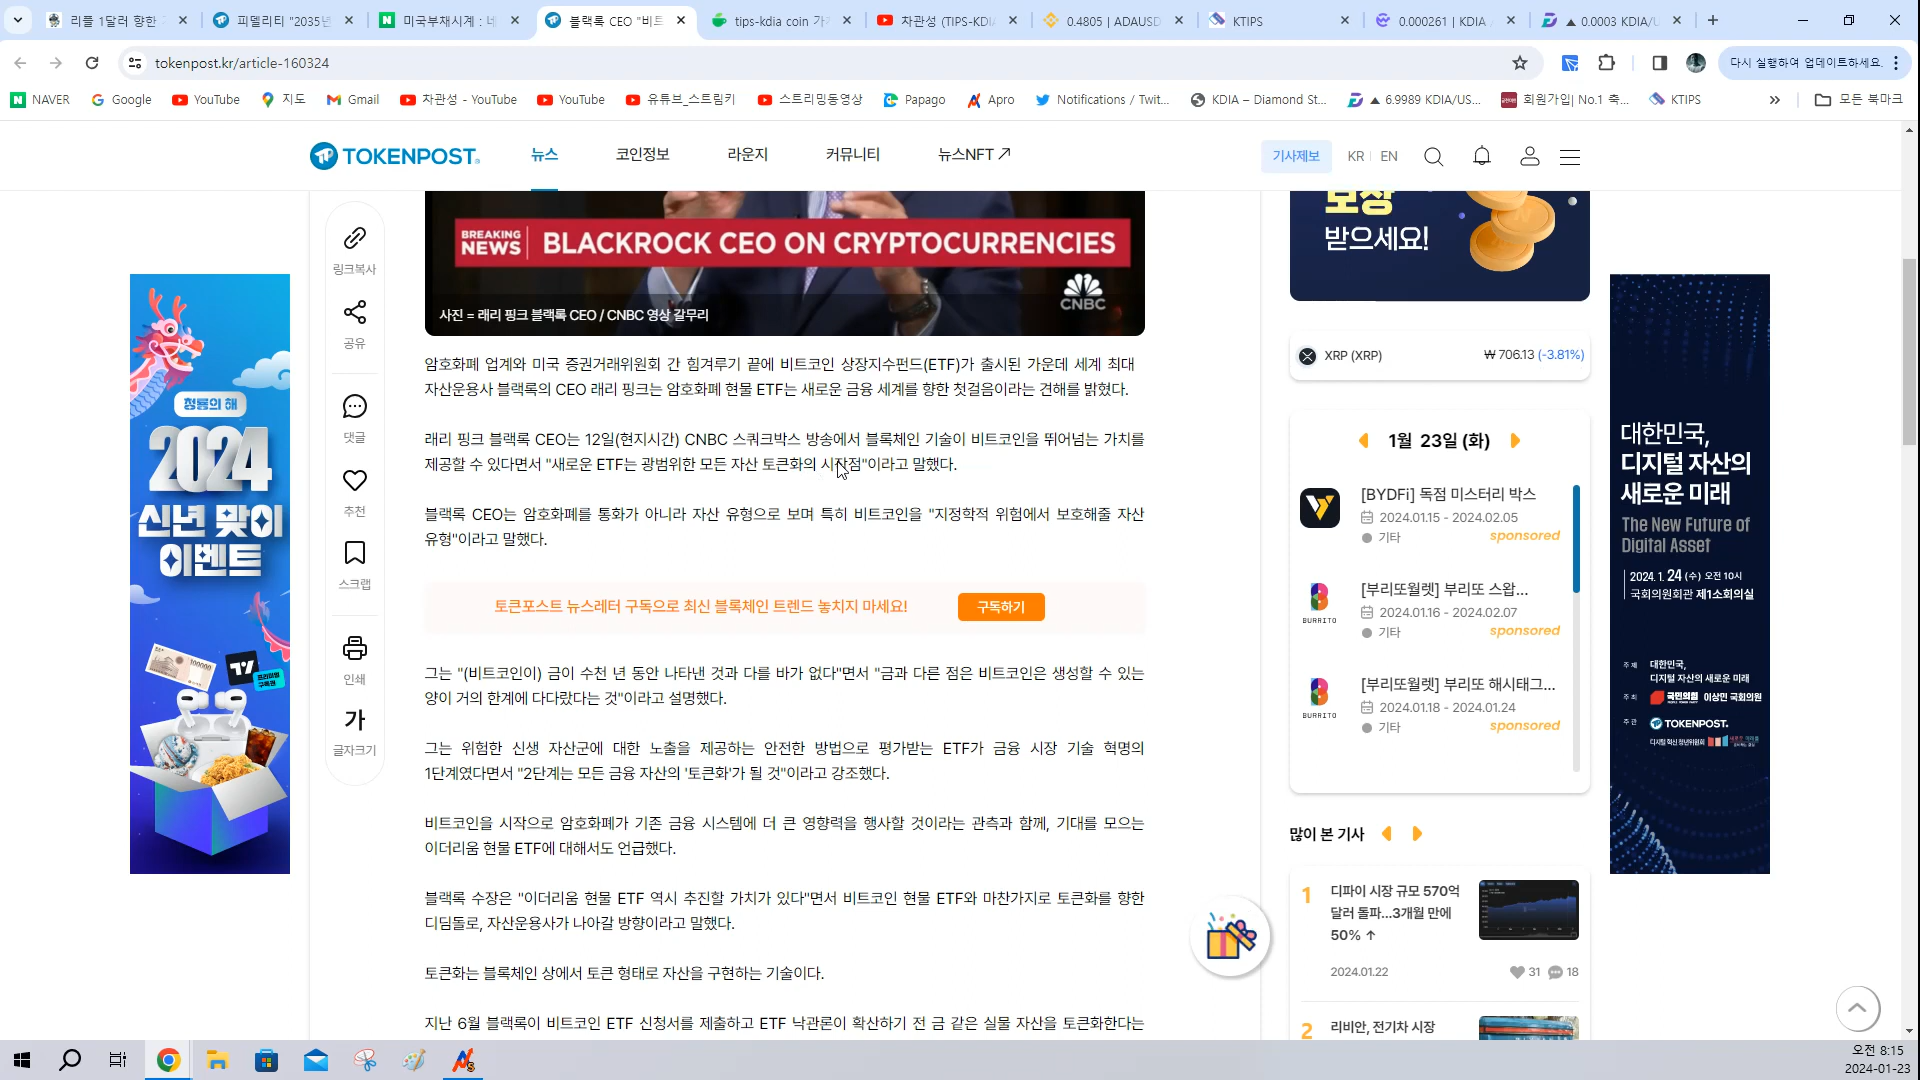 리플 1달러 향한
피델리티 "2035년
미국부채시계 : 네
블랙록 CEO "비트
tips-kdia coin 가
차관성 (TIPS-KDIA
0.4805 | ADAUSD
KTIPS
0.000261 | KDIA
▲ 0.0003 KDIA/U
tokenpost.kr/article-160324
다시 실행하여 업데이트하세요.
NAVER
Google
YouTube
지도
Gmail
차관성 - YouTube
YouTube
유튜브_스트림키
스트리밍동영상
Papago
Apro
Notifications / Twit...
KDIA – Diamond St...
▲ 6.9989 KDIA/US...
회원가입| No.1 축...
KTIPS
모든 북마크
TOKENPOST.
뉴스
코인정보
라운지
커뮤니티
뉴스NFT
기사제보
KR
EN
링크복사
공유
댓글
추천
스크랩
인쇄
가
글자크기
청룡의 해
2024
신년 맞이
이벤트
BREAKING NEWS
BLACKROCK CEO ON CRYPTOCURRENCIES
CNBC
사진 = 래리 핑크 블랙록 CEO / CNBC 영상 갈무리
암호화폐 업계와 미국 증권거래위원회 간 힘겨루기 끝에 비트코인 상장지수펀드(ETF)가 출시된 가운데 세계 최대
자산운용사 블랙록의 CEO 래리 핑크는 암호화폐 현물 ETF는 새로운 금융 세계를 향한 첫걸음이라는 견해를 밝혔다.
래리 핑크 블랙록 CEO는 12일(현지시간) CNBC 스쿼크박스 방송에서 블록체인 기술이 비트코인을 뛰어넘는 가치를
제공할 수 있다면서 "새로운 ETF는 광범위한 모든 자산 토큰화의 시작점"이라고 말했다.
블랙록 CEO는 암호화폐를 통화가 아니라 자산 유형으로 보며 특히 비트코인을 "지정학적 위험에서 보호해줄 자산
유형"이라고 말했다.
토큰포스트 뉴스레터 구독으로 최신 블록체인 트렌드 놓치지 마세요!
구독하기
그는 "(비트코인이) 금이 수천 년 동안 나타낸 것과 다를 바가 없다"면서 "금과 다른 점은 비트코인은 생성할 수 있는
양이 거의 한계에 다다랐다는 것"이라고 설명했다.
그는 위험한 신생 자산군에 대한 노출을 제공하는 안전한 방법으로 평가받는 ETF가 금융 시장 기술 혁명의
1단계였다면서 "2단계는 모든 금융 자산의 '토큰화'가 될 것"이라고 강조했다.
비트코인을 시작으로 암호화폐가 기존 금융 시스템에 더 큰 영향력을 행사할 것이라는 관측과 함께, 기대를 모으는
이더리움 현물 ETF에 대해서도 언급했다.
블랙록 수장은 "이더리움 현물 ETF 역시 추진할 가치가 있다"면서 비트코인 현물 ETF와 마찬가지로 토큰화를 향한
디딤돌로, 자산운용사가 나아갈 방향이라고 말했다.
토큰화는 블록체인 상에서 토큰 형태로 자산을 구현하는 기술이다.
지난 6월 블랙록이 비트코인 ETF 신청서를 제출하고 ETF 낙관론이 확산하기 전 금 같은 실물 자산을 토큰화한다는
보상
받으세요!
XRP (XRP)
₩ 706.13 (-3.81%)
1월 23일 (화)
[BYDFi] 독점 미스터리 박스
2024.01.15 - 2024.02.05
기타
sponsored
[부리또월렛] 부리또 스왑...
2024.01.16 - 2024.02.07
BURRITO
기타
sponsored
[부리또월렛] 부리또 해시태그...
2024.01.18 - 2024.01.24
BURRITO
기타
sponsored
많이 본 기사
1
디파이 시장 규모 570억
달러 돌파...3개월 만에
50% ↑
2024.01.22
31
18
2
리비안, 전기차 시장
대한민국,
디지털 자산의
새로운 미래
The New Future of
Digital Asset
2024. 1. 24 (수) 오전 10시
국회의원회관 제1소회의실
주 제
대한민국,
디지털 자산의 새로운 미래
주 최
국민의힘 이상민 국회의원
주 관
TOKENPOST.
오전 8:15
2024-01-23